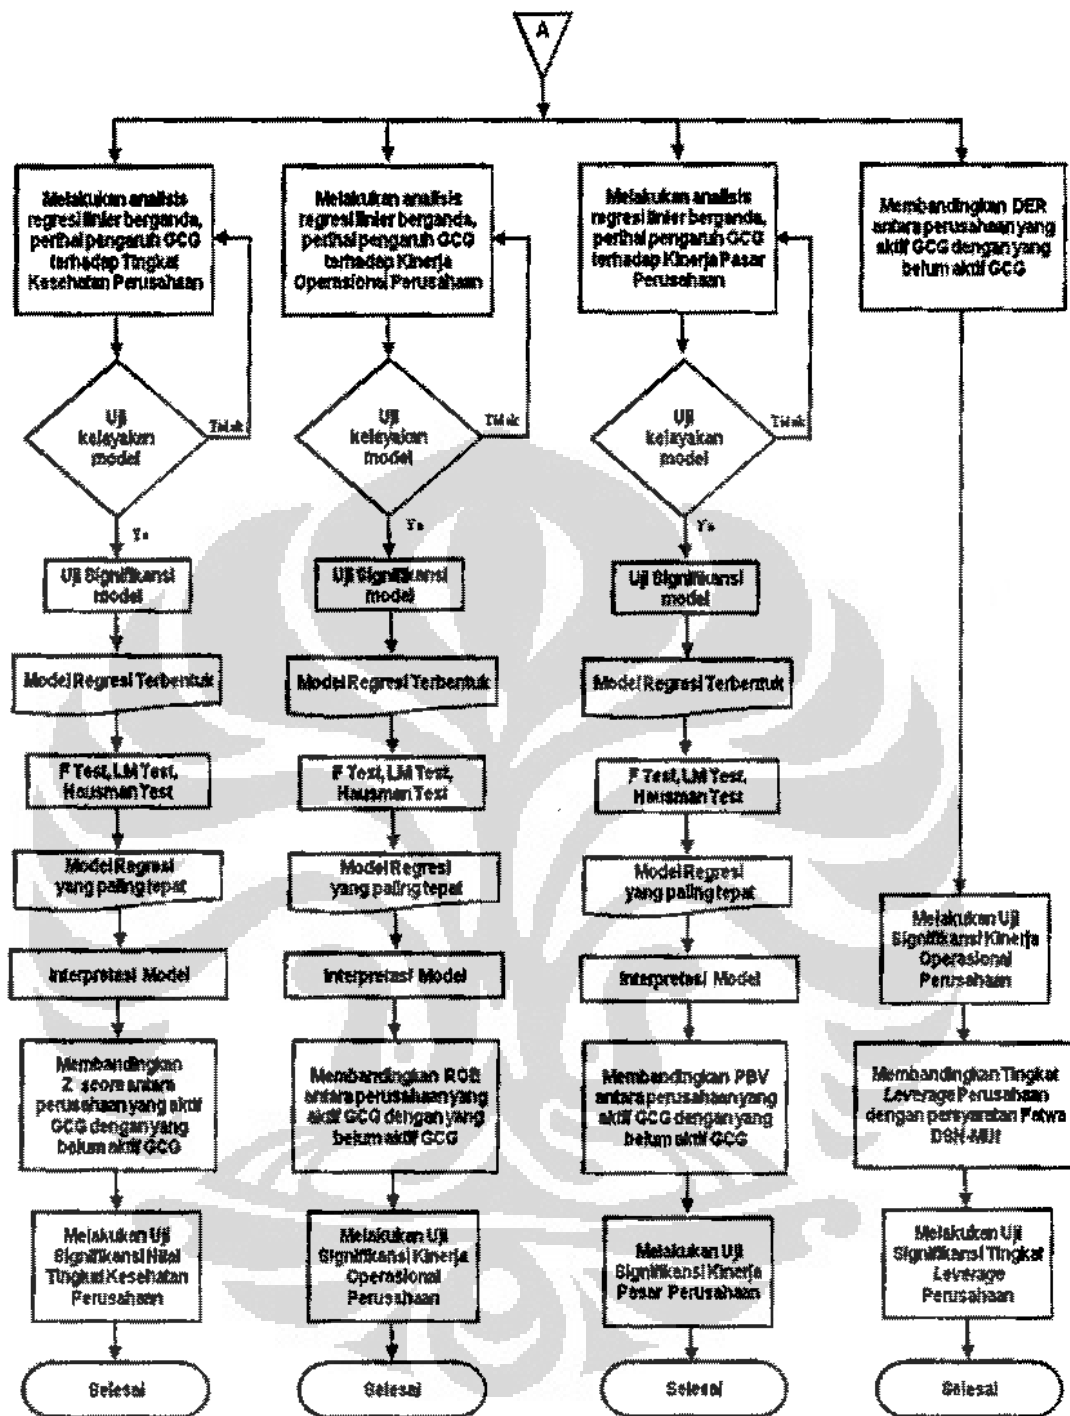 A
Melakukan analisis
regresi linier berganda,
perihal pengaruh GCG
terhadap Tingkat
Kesehatan Perusahaan
Uji
kelayakan
model
Tidak
Ya
Uji Signifikansi
model
Model Regresi Terbentuk
F Test, LM Test,
Hausman Test
Model Regresi
yang paling tepat
Interpretasi Model
Membandingkan
Z score antara
perusahaan yang aktif
GCG dengan yang
belum aktif GCG
Melakukan Uji
Signifikansi Nilai
Tingkat Kesehatan
Perusahaan
Selesai
Melakukan analisis
regresi linier berganda,
perihal pengaruh GCG
terhadap Kinerja
Operasional Perusahaan
Uji
kelayakan
model
Tidak
Ya
Uji Signifikansi
model
Model Regresi Terbentuk
F Test, LM Test,
Hausman Test
Model Regresi
yang paling tepat
Interpretasi Model
Membandingkan ROE
antara perusahaan yang
aktif GCG dengan yang
belum aktif GCG
Melakukan Uji
Signifikansi Kinerja
Operasional
Perusahaan
Selesai
Melakukan analisis
regresi linier berganda,
perihal pengaruh GCG
terhadap Kinerja Pasar
Perusahaan
Uji
kelayakan
model
Tidak
Ya
Uji Signifikansi
model
Model Regresi Terbentuk
F Test, LM Test,
Hausman Test
Model Regresi
yang paling tepat
Interpretasi Model
Membandingkan PBV
antara perusahaan yang
aktif GCG dengan yang
belum aktif GCG
Melakukan Uji
Signifikansi Kinerja
Pasar Perusahaan
Selesai
Membandingkan DER
antara perusahaan yang
aktif GCG dengan yang
belum aktif GCG
Melakukan Uji
Signifikansi Kinerja
Operasional
Perusahaan
Membandingkan Tingkat
Leverage Perusahaan
dengan persyaratan Fatwa
DSN-MUI
Melakukan Uji
Signifikansi Tingkat
Leverage
Perusahaan
Selesai